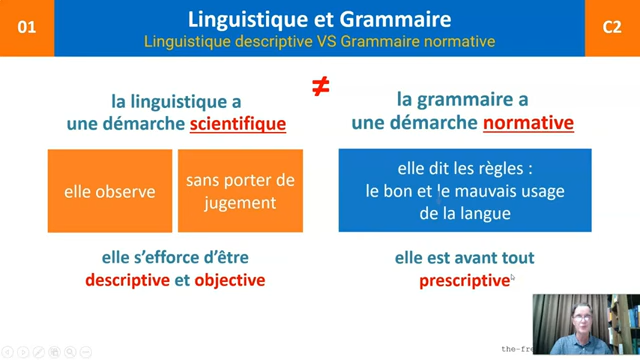 01
Linguistique et Grammaire
Linguistique descriptive VS Grammaire normative
C2
≠
la linguistique a
une démarche scientifique
elle observe
sans porter de
jugement
elle s'efforce d'être
descriptive et objective
la grammaire a
une démarche normative
elle dit les règles :
le bon et le mauvais usage
de la langue
elle est avant tout
prescriptive